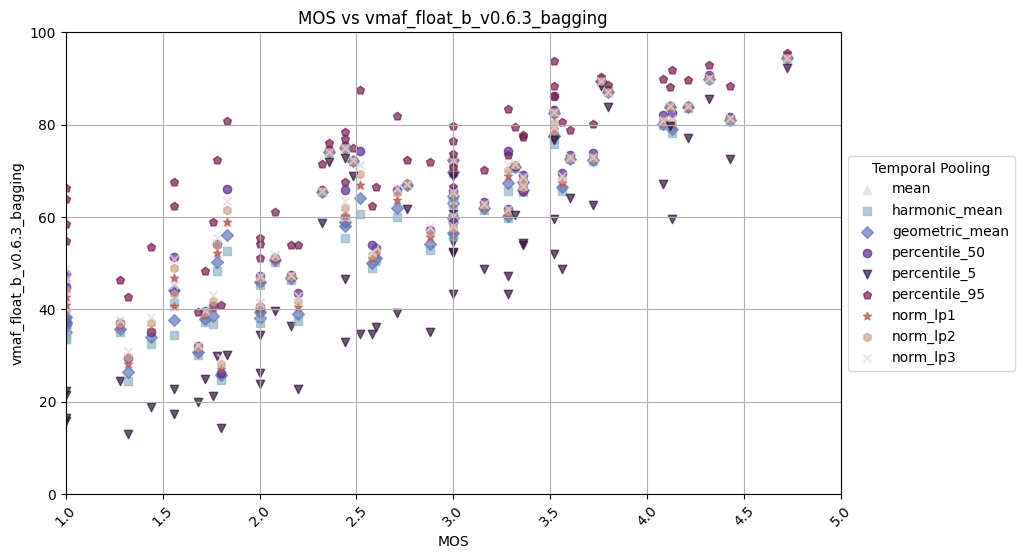 MOS vs vmaf_float_b_v0.6.3_bagging
100
80
60
40
20
0
vmaf_float_b_v0.6.3_bagging
1.0
1.5
2.0
2.5
3.0
3.5
4.0
4.5
5.0
MOS
Temporal Pooling
mean
harmonic_mean
geometric_mean
percentile_50
percentile_5
percentile_95
norm_lp1
norm_lp2
norm_lp3